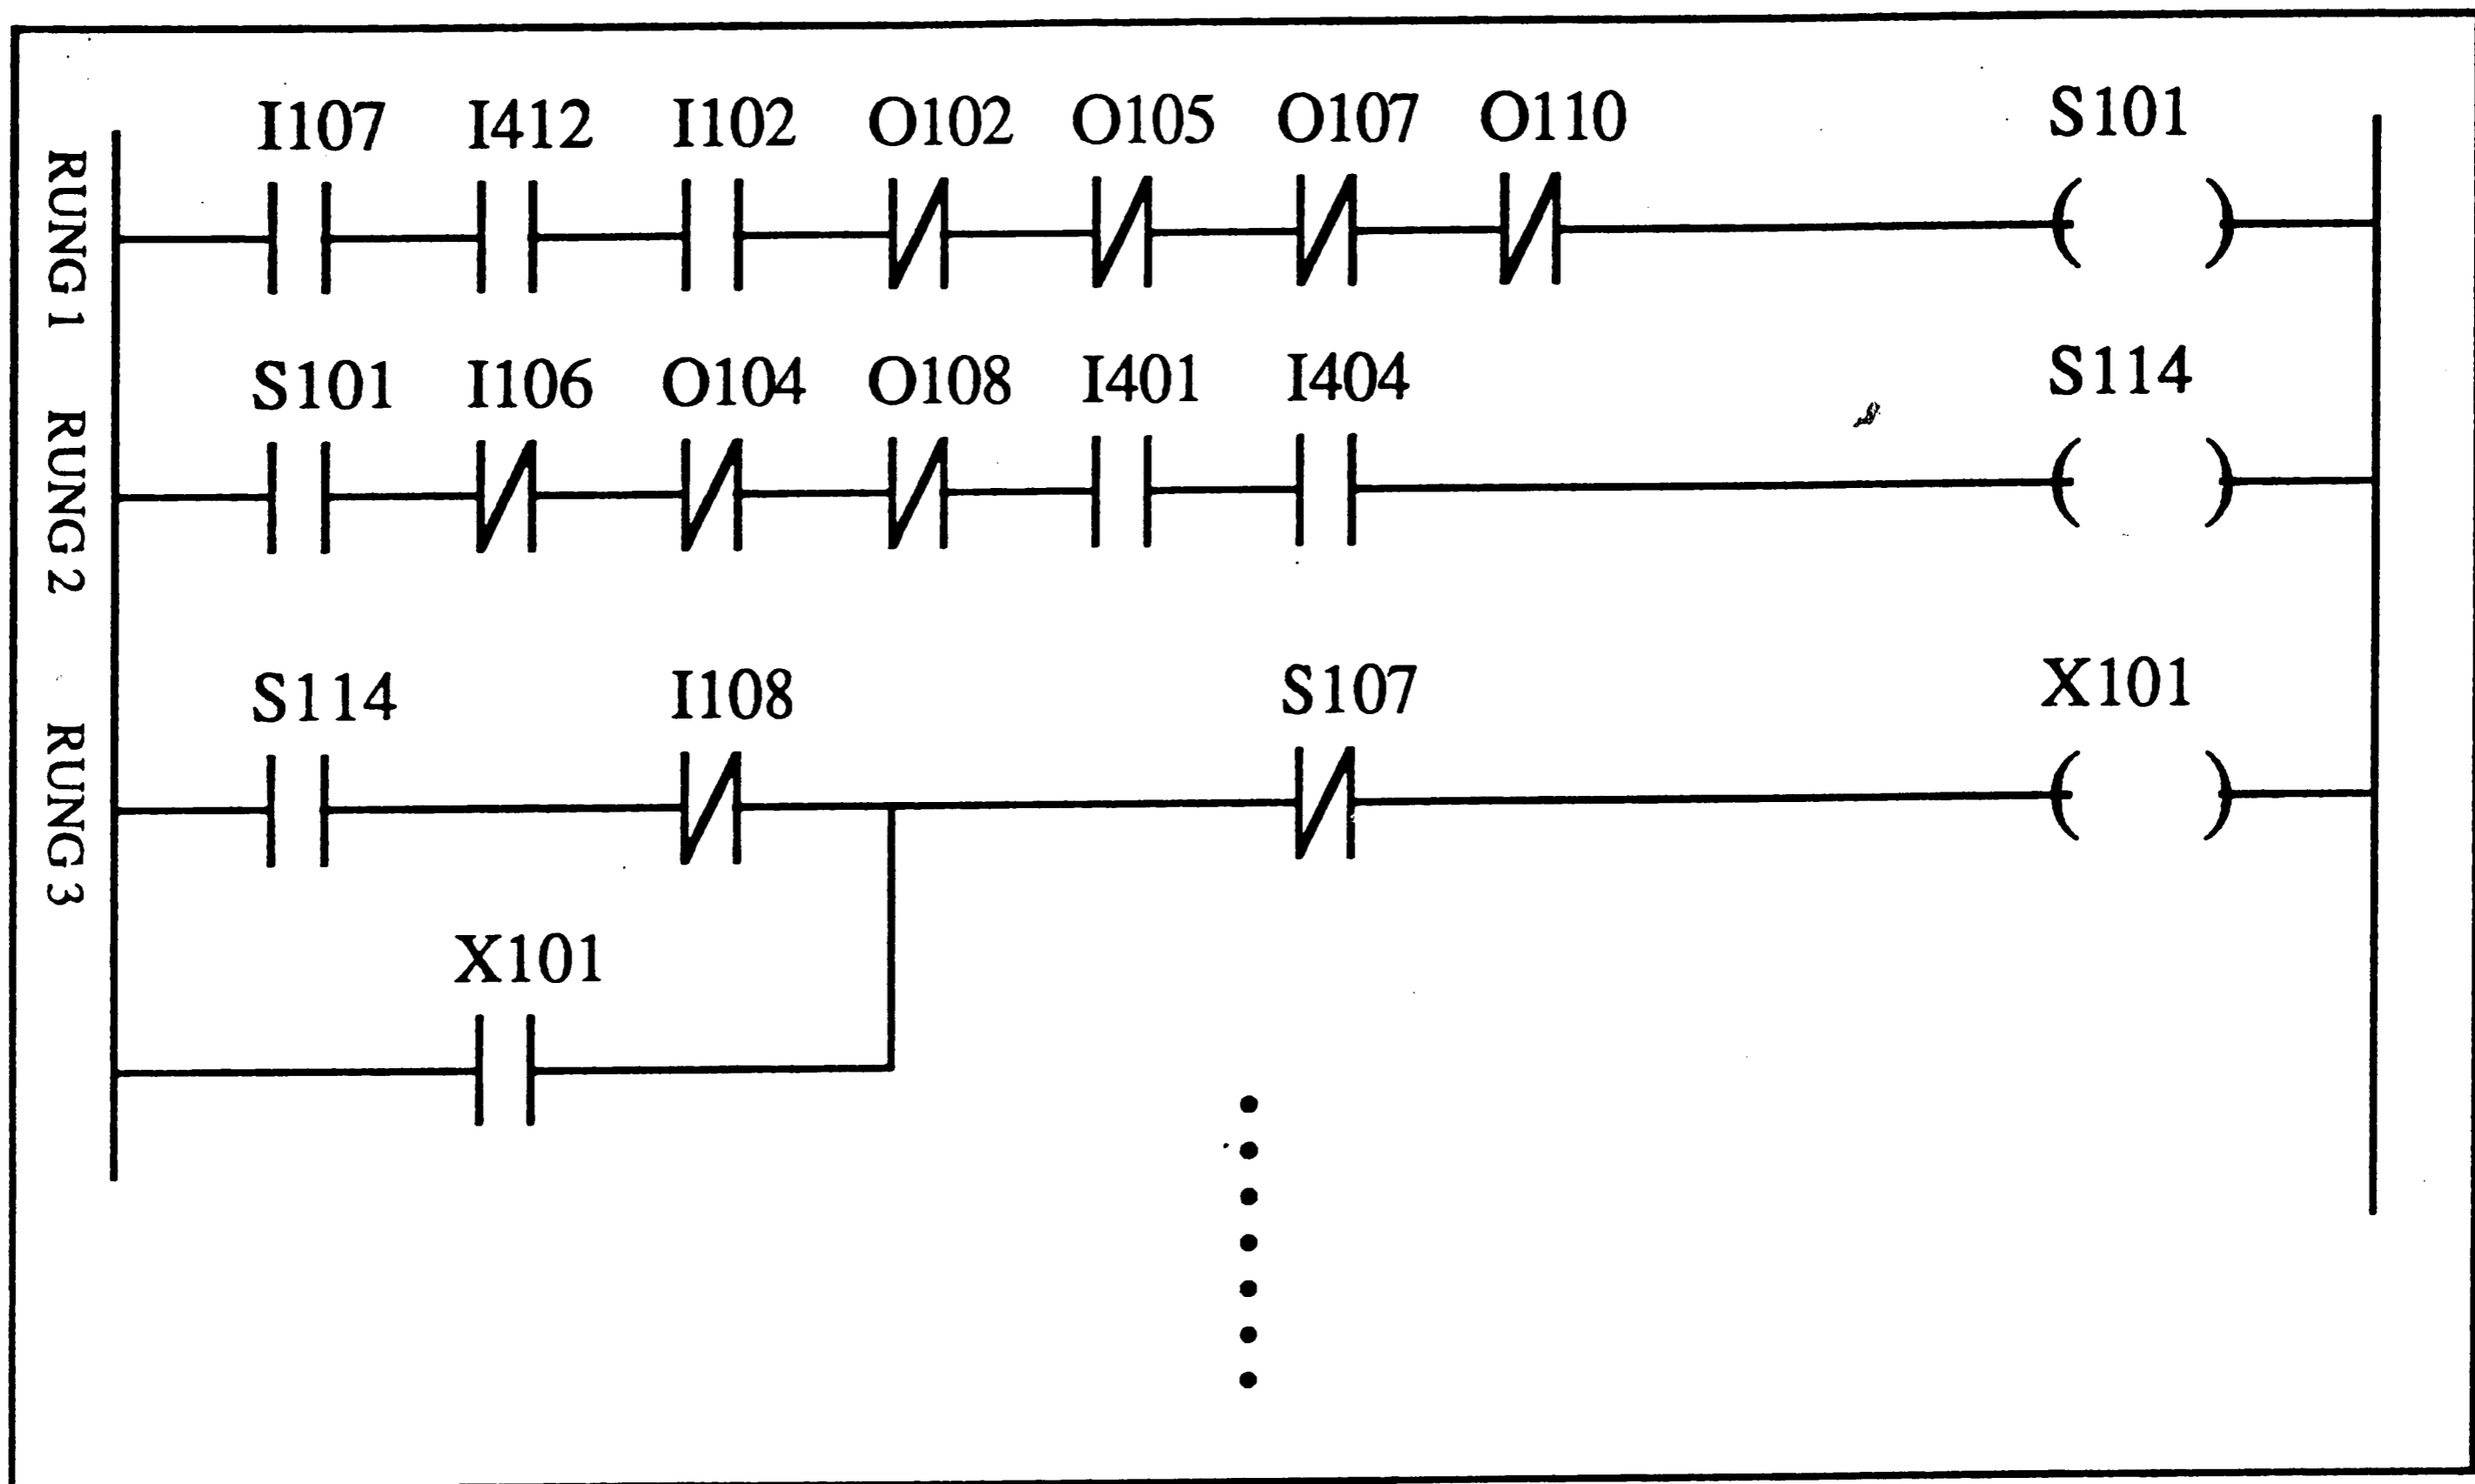 I107 I412 I102 O102 O105 O107 O110 S101
RUNG 1
S101 I106 O104 O108 I401 I404 S114
RUNG 2
S114 I108 S107 X101
RUNG 3
X101